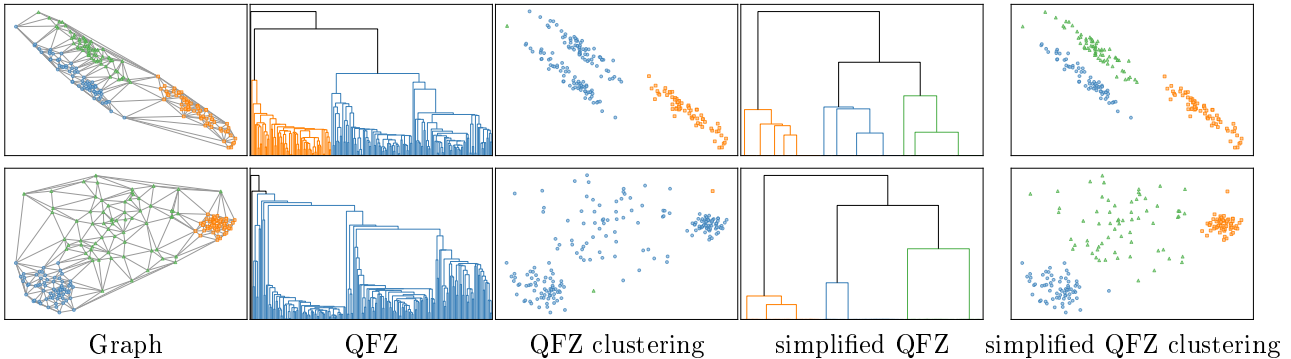 Graph
QFZ
QFZ clustering
simplified QFZ
simplified QFZ clustering